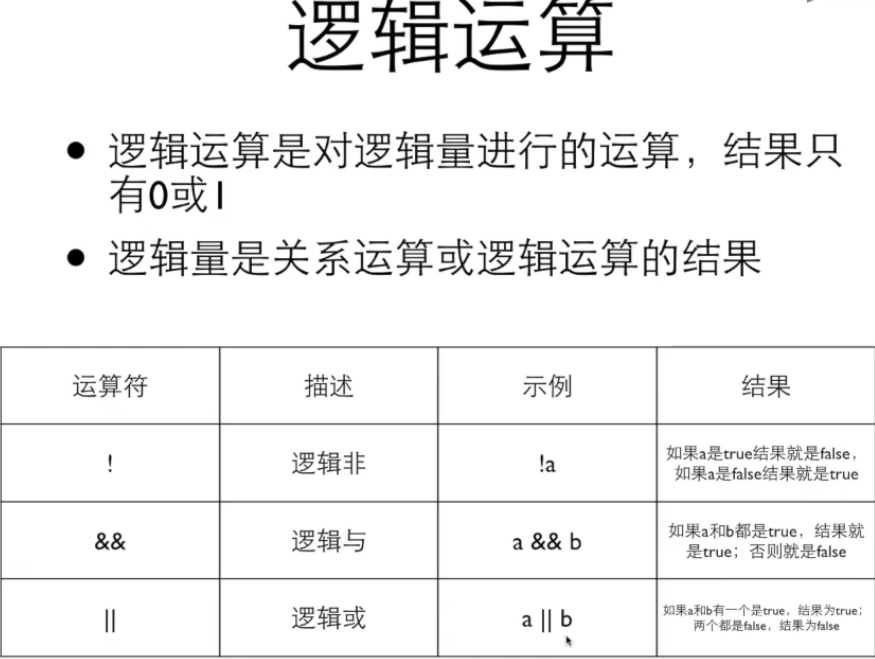 逻辑运算
• 逻辑运算是对逻辑量进行的运算，结果只
有0或1
• 逻辑量是关系运算或逻辑运算的结果
运算符 描述 示例 结果
! 逻辑非 !a 如果a是true结果就是false，
如果a是false结果就是true
&& 逻辑与 a && b 如果a和b都是true，结果就
是true；否则就是false
|| 逻辑或 a || b 如果a和b有一个是true，结果为true；
两个都是false，结果为false